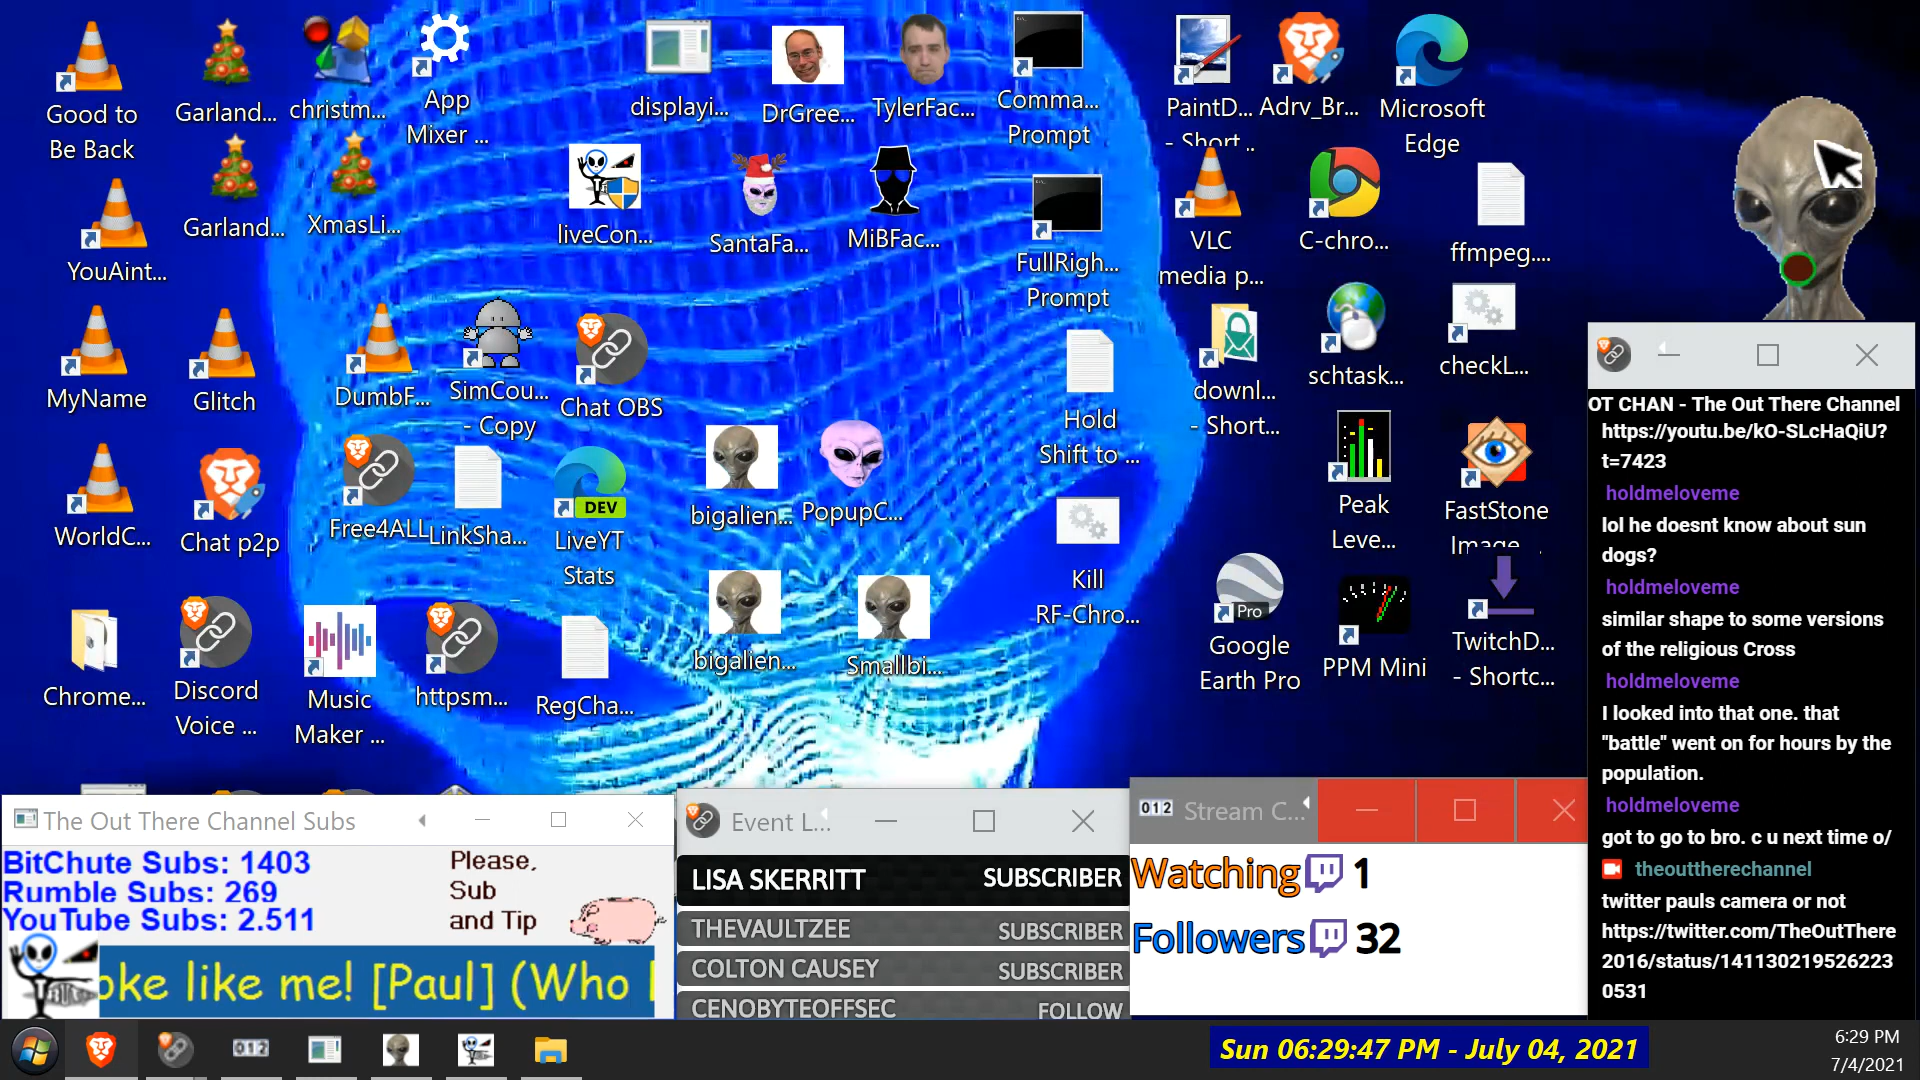 Good to
Be Back
Garland...
christm...
App
Mixer ...
displayi...
DrGree...
TylerFac...
Comma...
Prompt
PaintD...
- Short ..
Adrv_Br...
Microsoft
Edge
YouAint...
Garland...
XmasLi...
liveCon...
SantaFa...
MiBFac...
FullRigh...
Prompt
VLC
media p...
C-chro...
ffmpeg....
MyName
Glitch
DumbF...
SimCou...
- Copy
Chat OBS
Hold
Shift to ...
downl...
- Short...
schtask...
checkL...
WorldC...
Chat p2p
Free4ALL
LinkSha...
DEV
LiveYT
Stats
bigalien...
PopupC...
Kill
RF-Chro...
Peak
Leve...
FastStone
Image ...
Chrome...
Discord
Voice ...
Music
Maker ...
httpsm...
RegCha...
bigalien...
Smallbi...
Pro
Google
Earth Pro
PPM Mini
TwitchD...
- Shortc...
OT CHAN - The Out There Channel
https://youtu.be/kO-SLcHaQiU?
t=7423
holdmeloveme
lol he doesnt know about sun
dogs?
holdmeloveme
similar shape to some versions
of the religious Cross
holdmeloveme
I looked into that one. that
"battle" went on for hours by the
population.
holdmeloveme
got to go to bro. c u next time o/
theouttherechannel
twitter pauls camera or not
https://twitter.com/TheOutThere
2016/status/141130219526223
0531
The Out There Channel Subs
BitChute Subs: 1403
Rumble Subs: 269
YouTube Subs: 2.511
Please,
Sub
and Tip
oke like me! [Paul] (Who
Event L...
LISA SKERRITT SUBSCRIBER
THEVAULTZEE SUBSCRIBER
COLTON CAUSEY SUBSCRIBER
CENOBYTEOFFSEC FOLLOW
012 Stream C...
Watching 1
Followers 32
012
Sun 06:29:47 PM - July 04, 2021
6:29 PM
7/4/2021